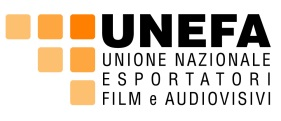 UNEFA
UNIONE NAZIONALE
ESPORTATORI
FILM e AUDIOVISIVI